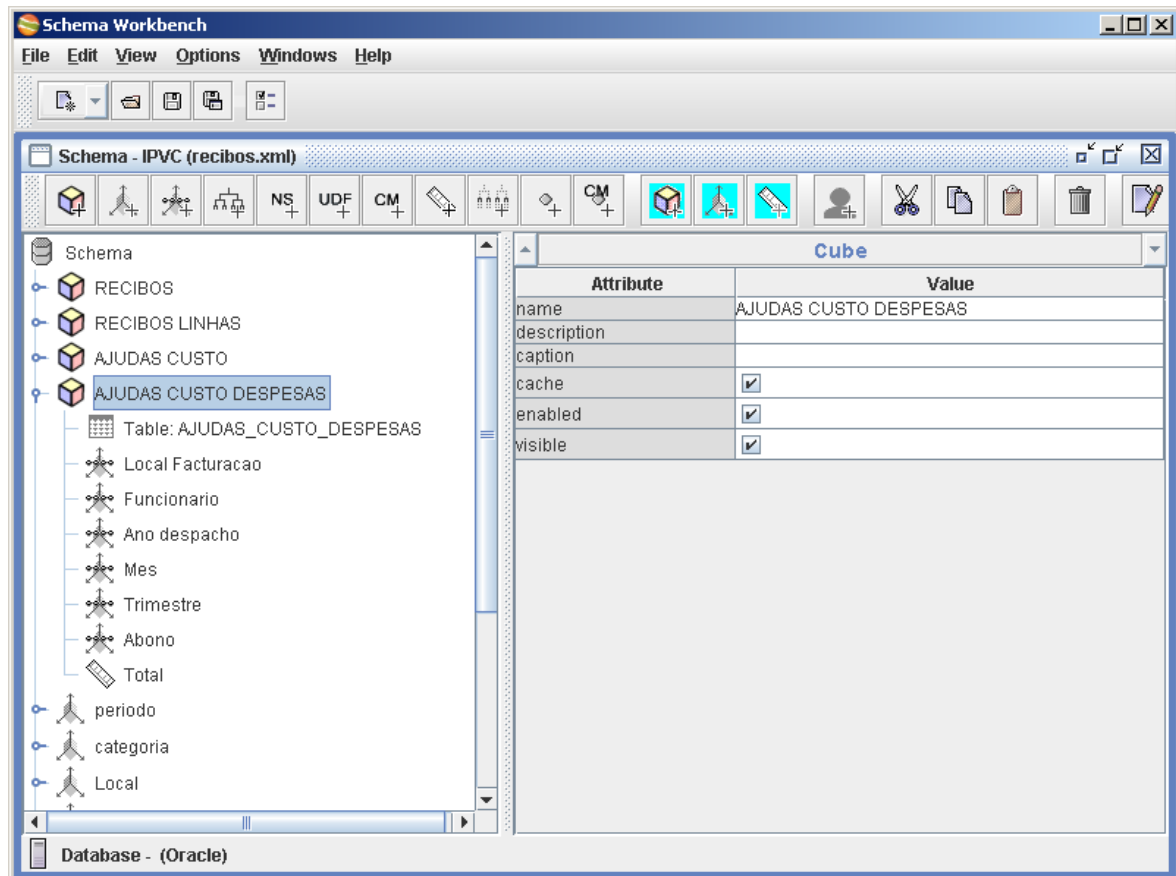 Schema Workbench
File Edit View Options Windows Help
Schema - IPVC (recibos.xml)
NS UDF CM CM
Schema
RECIBOS
RECIBOS LINHAS
AJUDAS CUSTO
AJUDAS CUSTO DESPESAS
Table: AJUDAS_CUSTO_DESPESAS
Local Facturacao
Funcionario
Ano despacho
Mes
Trimestre
Abono
Total
periodo
categoria
Local
Cube
Attribute Value
name AJUDAS CUSTO DESPESAS
description
caption
cache
enabled
visible
Database - (Oracle)